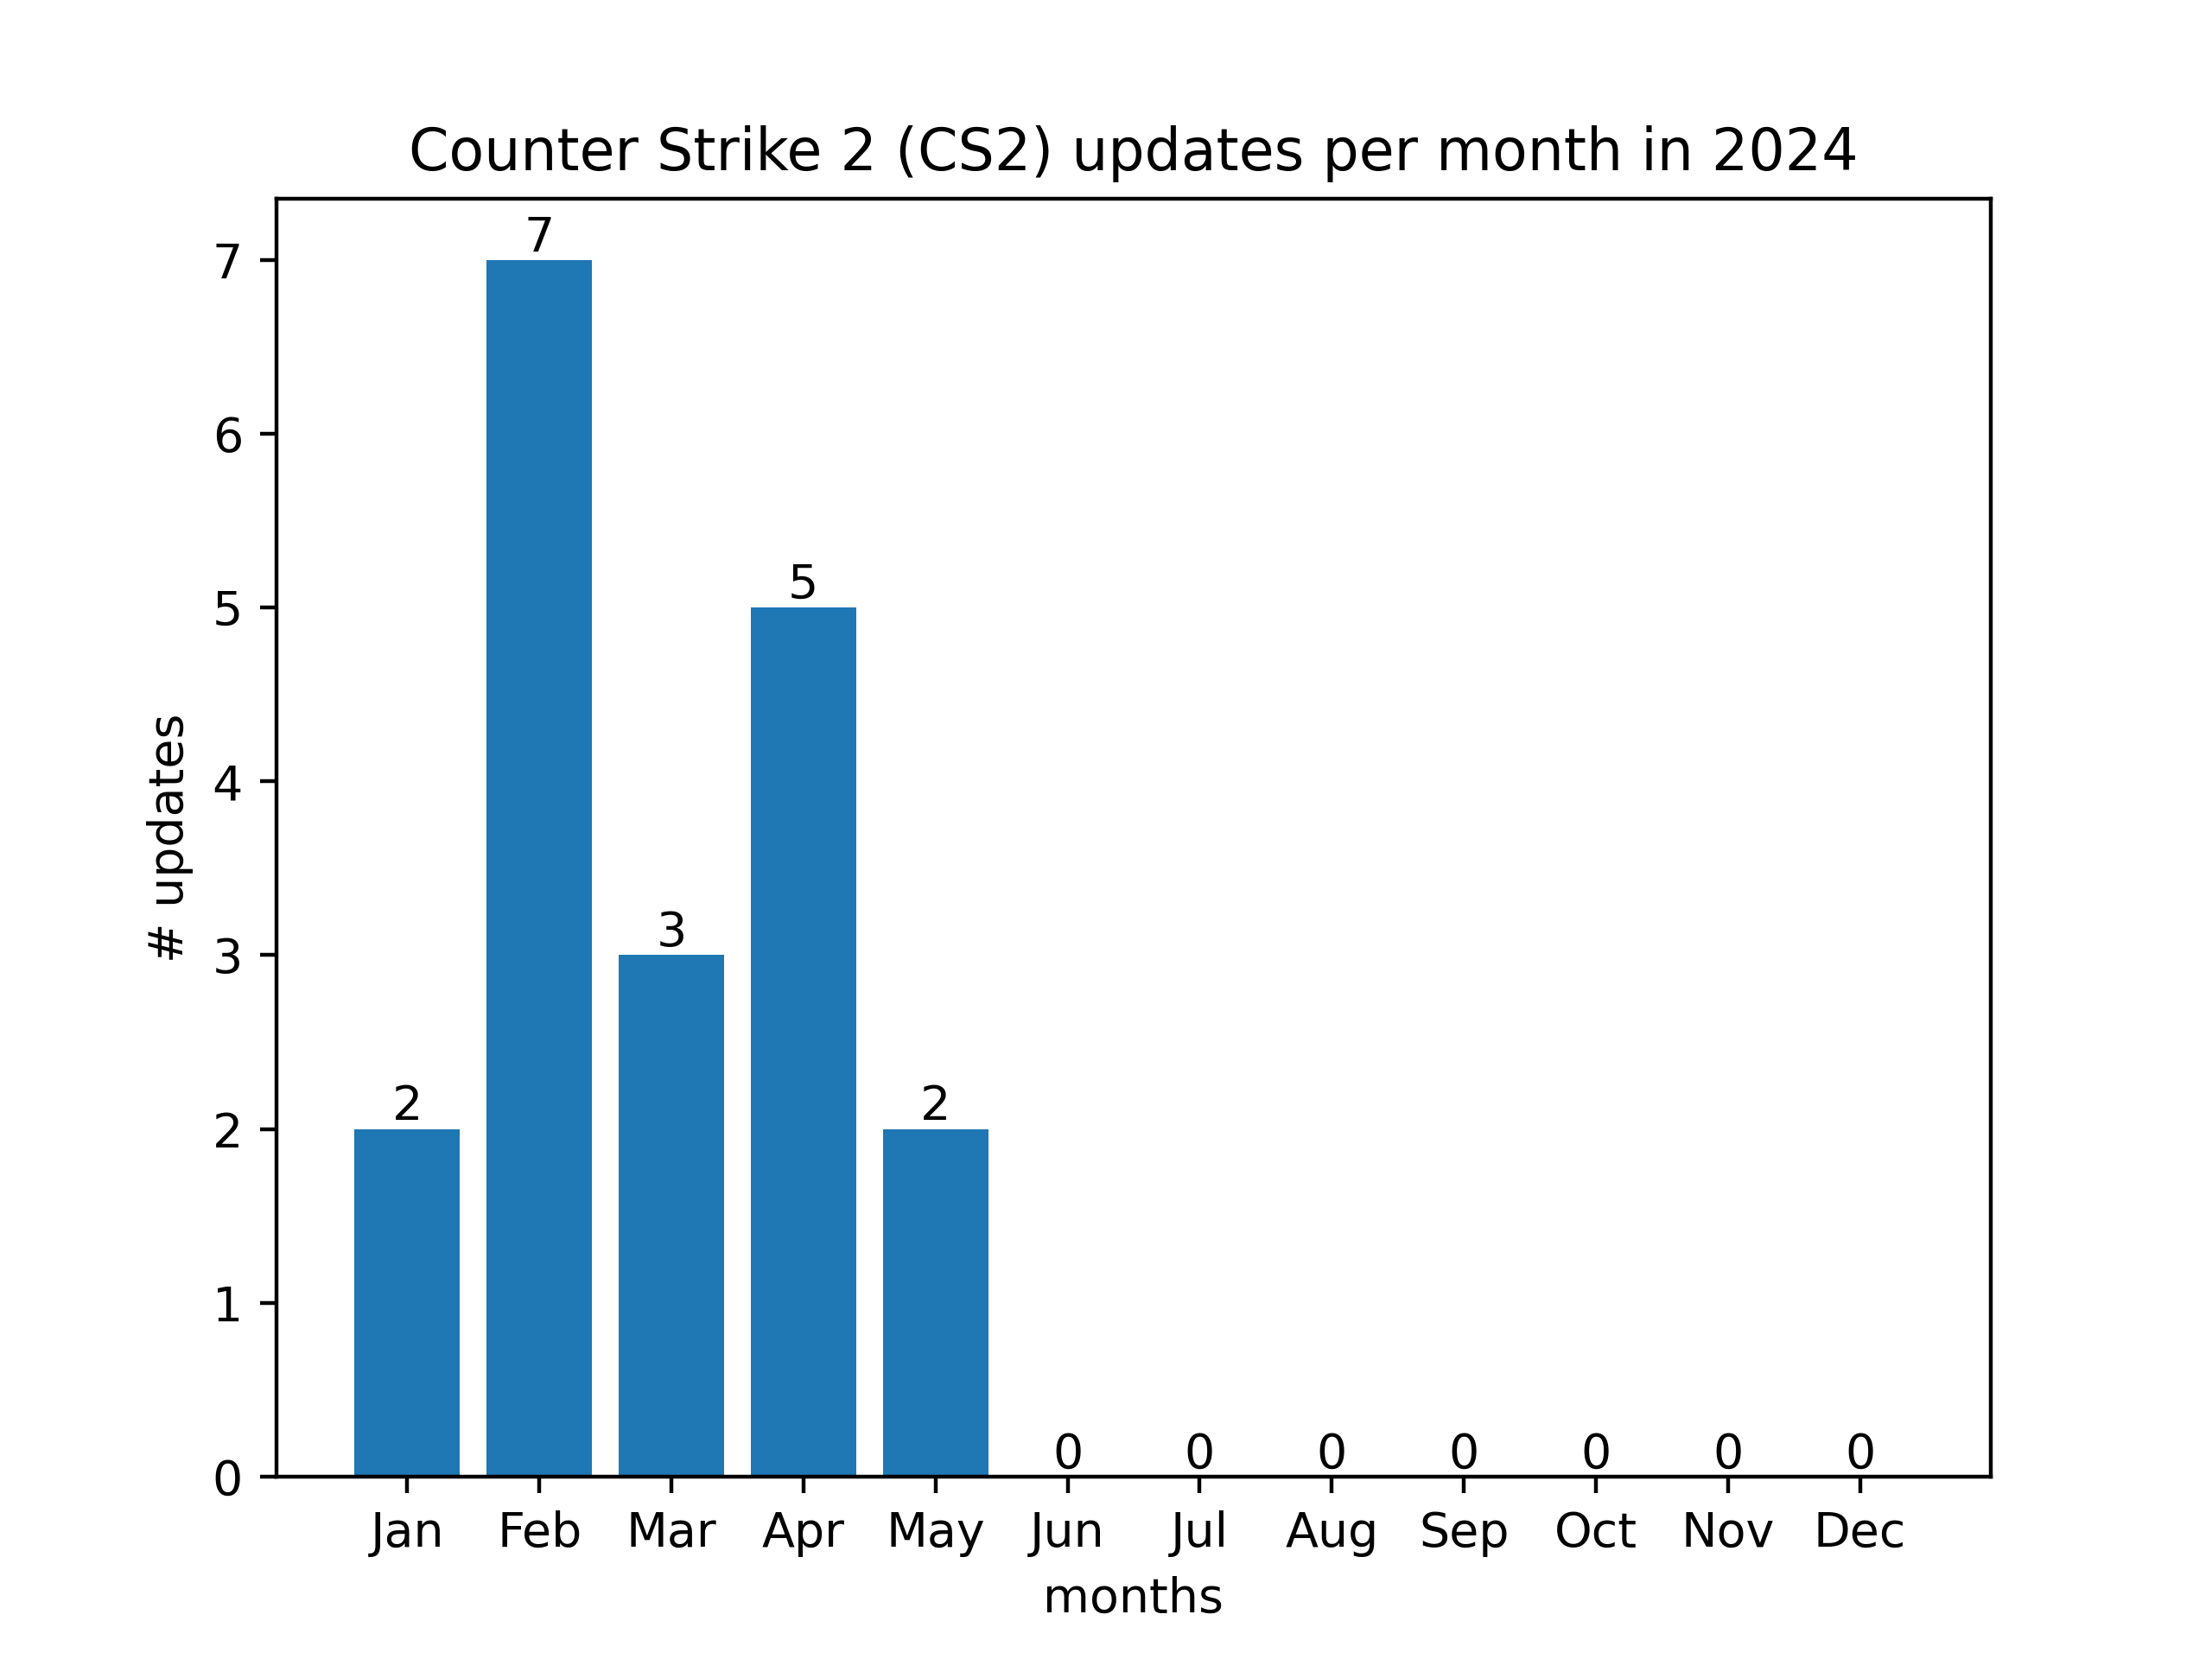 Counter Strike 2 (CS2) updates per month in 2024
7
7
6
5
5
4
# updates
3
3
2
2
2
1
0
0 0 0 0 0 0 0
Jan Feb Mar Apr May Jun Jul Aug Sep Oct Nov Dec
months